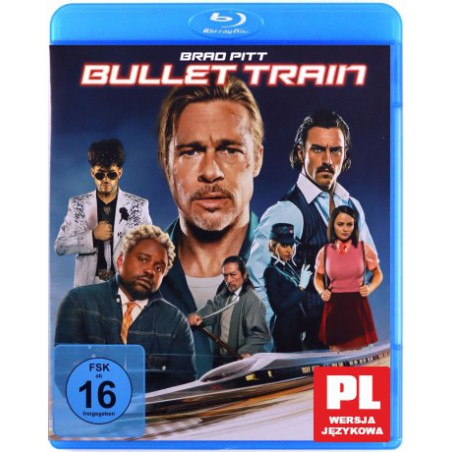 Blu-ray Disc
BRAD PITT
BULLET TRAIN
FSK
ab
16
freigegeben
PL
WERSJA
JĘZYKOWA